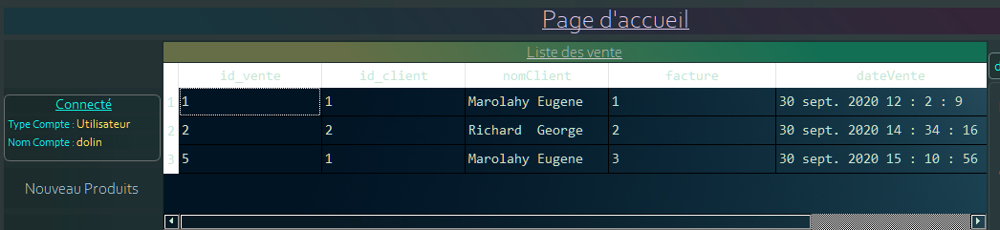 Page d'accueil
Liste des vente
id_vente id_client nomClient facture dateVente
1 1 1 Marolahy Eugene 1 30 sept. 2020 12 : 2 : 9
2 2 2 Richard  George 2 30 sept. 2020 14 : 34 : 16
3 5 1 Marolahy Eugene 3 30 sept. 2020 15 : 10 : 56
Connecté
Type Compte : Utilisateur
Nom Compte : dolin
Nouveau Produits